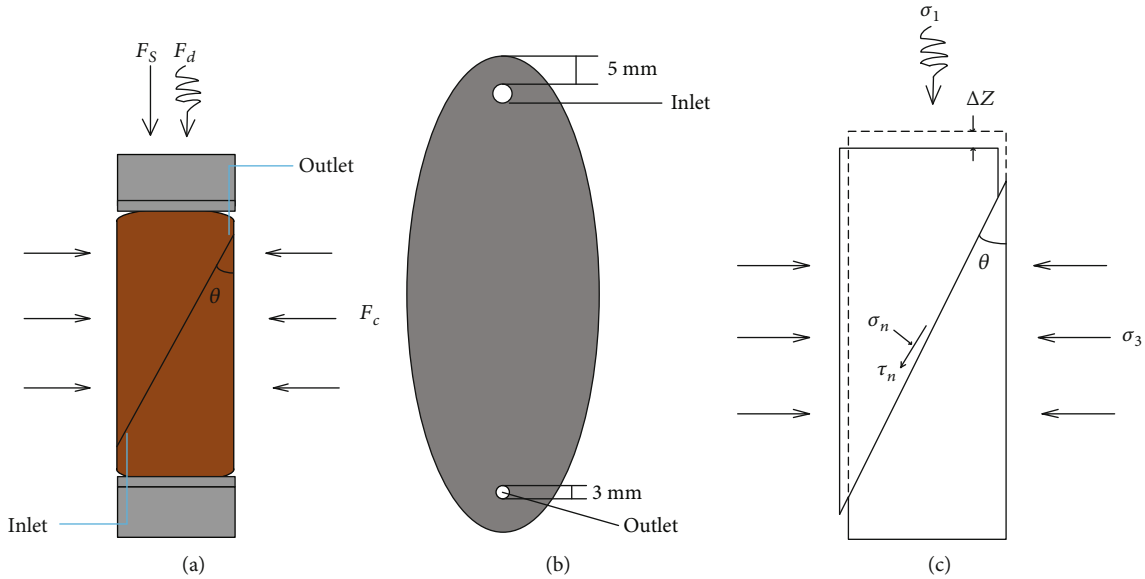 F_S F_d
Outlet
θ
F_c
Inlet
(a)
5 mm
Inlet
3 mm
Outlet
(b)
σ_1
ΔZ
θ
σ_n
τ_n
σ_3
(c)